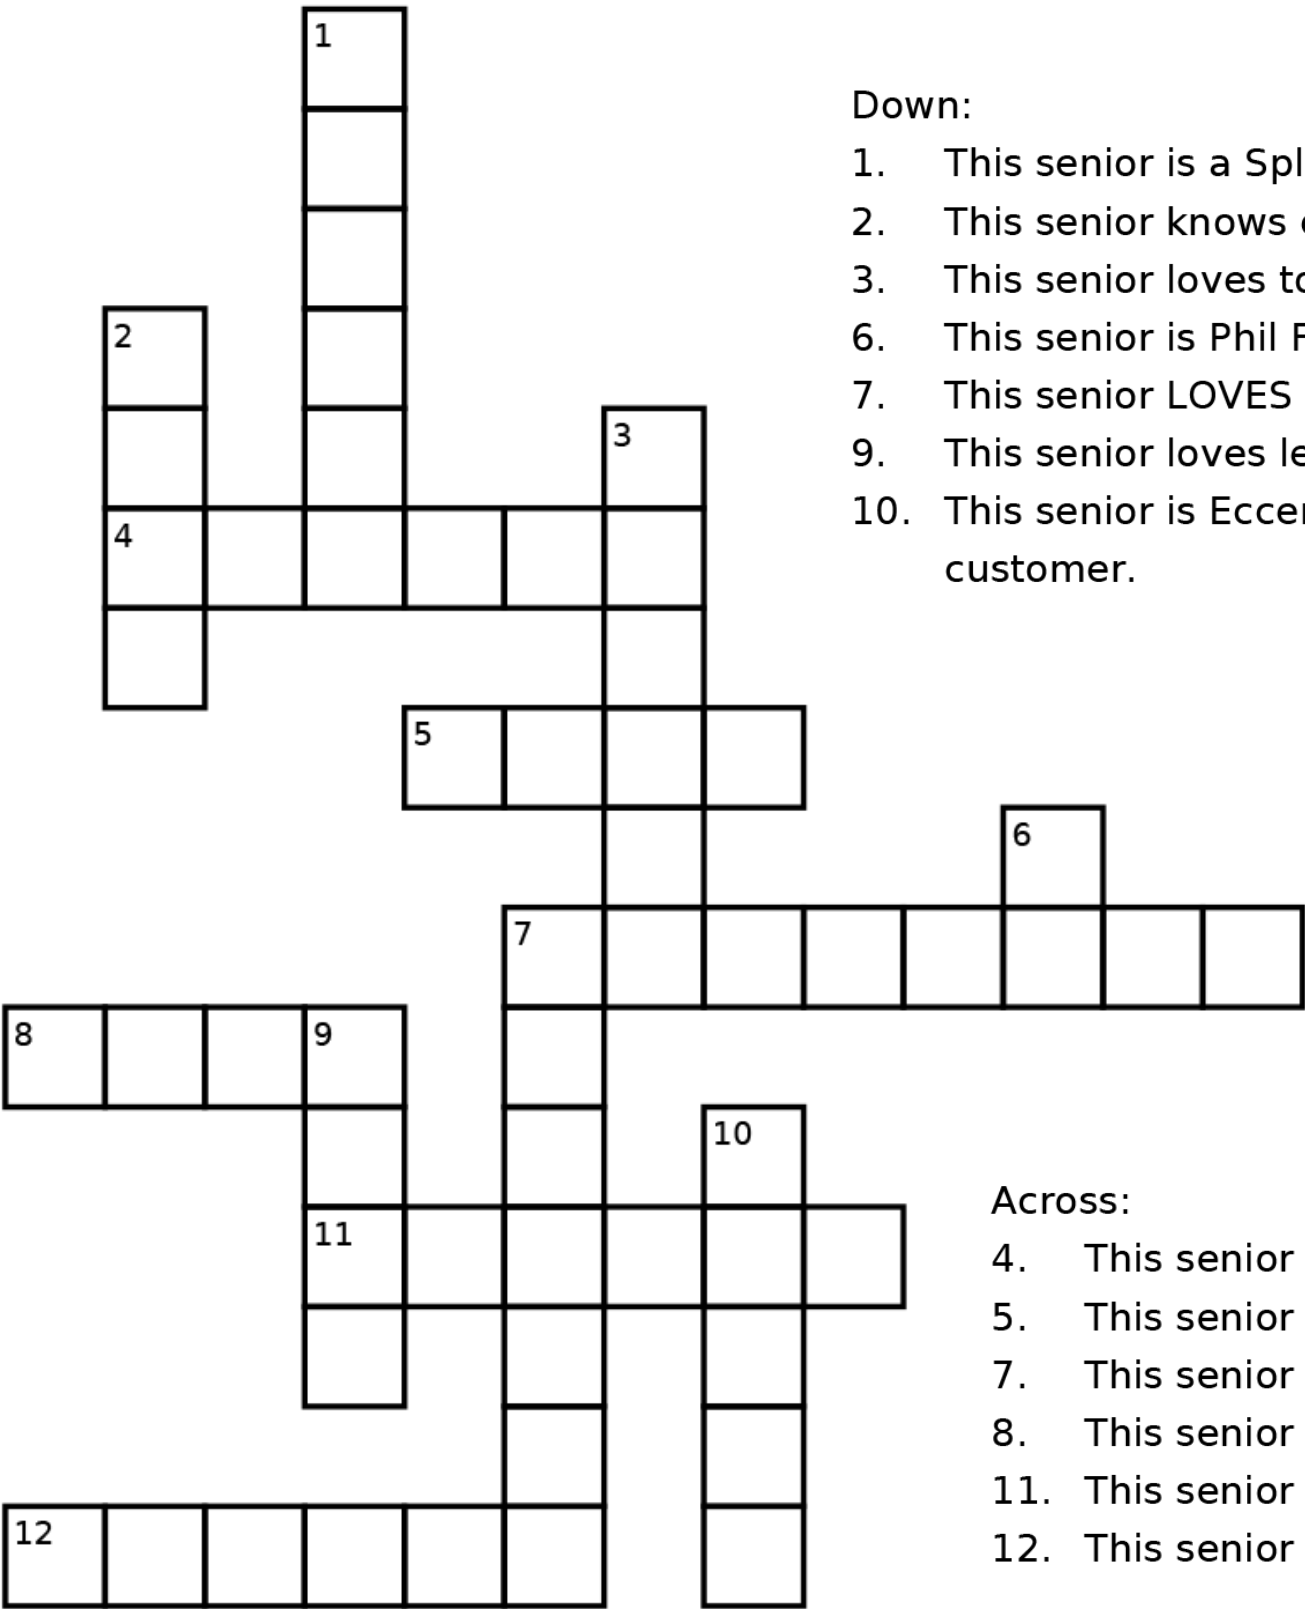 1
Down:
1. This senior is a Spl
2. This senior knows
3. This senior loves to
6. This senior is Phil
7. This senior LOVES
9. This senior loves le
10. This senior is Eccer
customer.
2
3
4
5
6
7
8
9
10
11
12
Across:
4. This senior
5. This senior
7. This senior
8. This senior
11. This senior
12. This senior